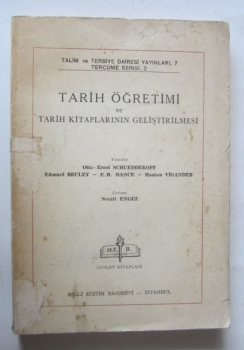 TALİM ve TERBİYE DAİRESİ YAYINLARI, 7
TERCÜME SERİSİ, 2
TARİH ÖĞRETİMİ
VE
TARİH KİTAPLARININ GELİŞTİRİLMESİ
Yazanlar
Otto - Ernst SCHUEDDEKOPF
Edouard BRULEY — E. H. DANCE — Haakon VIGANDER
Çeviren
Necati ENGEZ
M. E. B.
DEVLET KİTAPLARI
MİLLÎ EĞİTİM BASIMEVİ — İSTANBUL